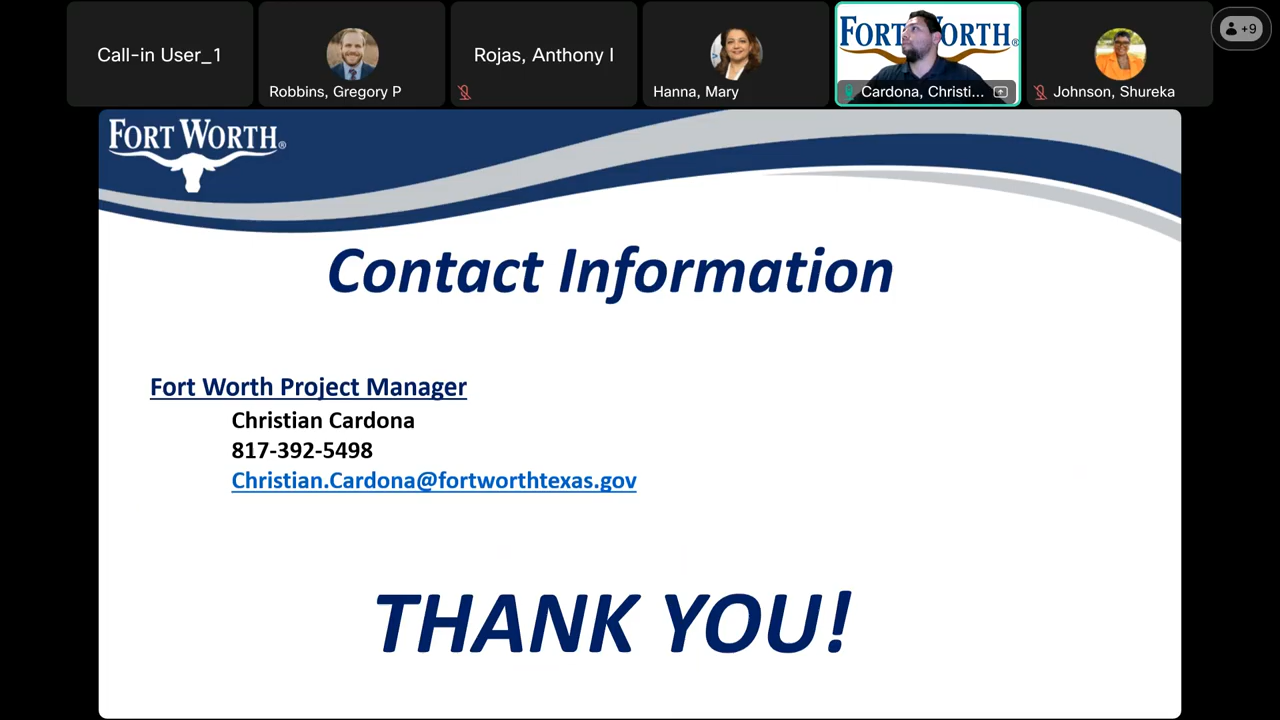 Call-in User_1
Robbins, Gregory P
Rojas, Anthony I
Hanna, Mary
FORT WORTH®
Cardona, Christi...
Johnson, Shureka
+9
FORT WORTH®
Contact Information
Fort Worth Project Manager
Christian Cardona
817-392-5498
Christian.Cardona@fortworthtexas.gov
THANK YOU!